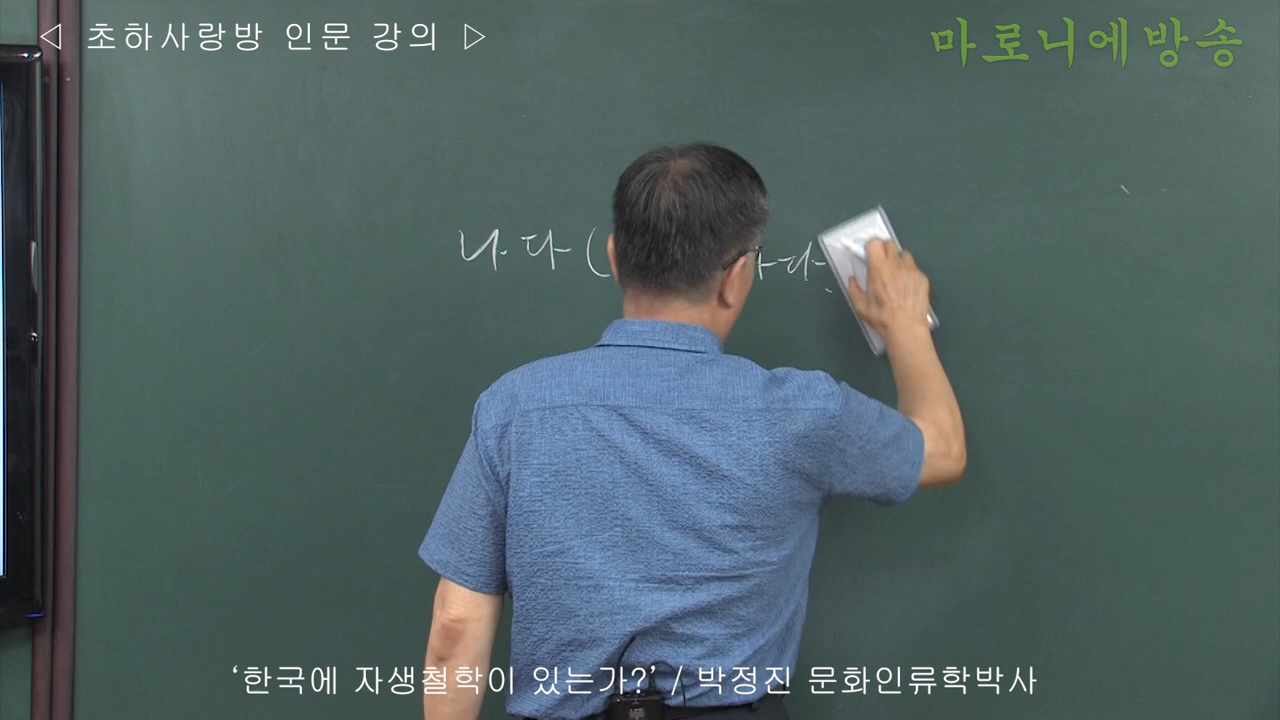 ◁ 초하사랑방 인문 강의 ▷
마로니에방송
나다 (
다
‘한국에 자생철학이 있는가?’ / 박정진 문화인류학박사